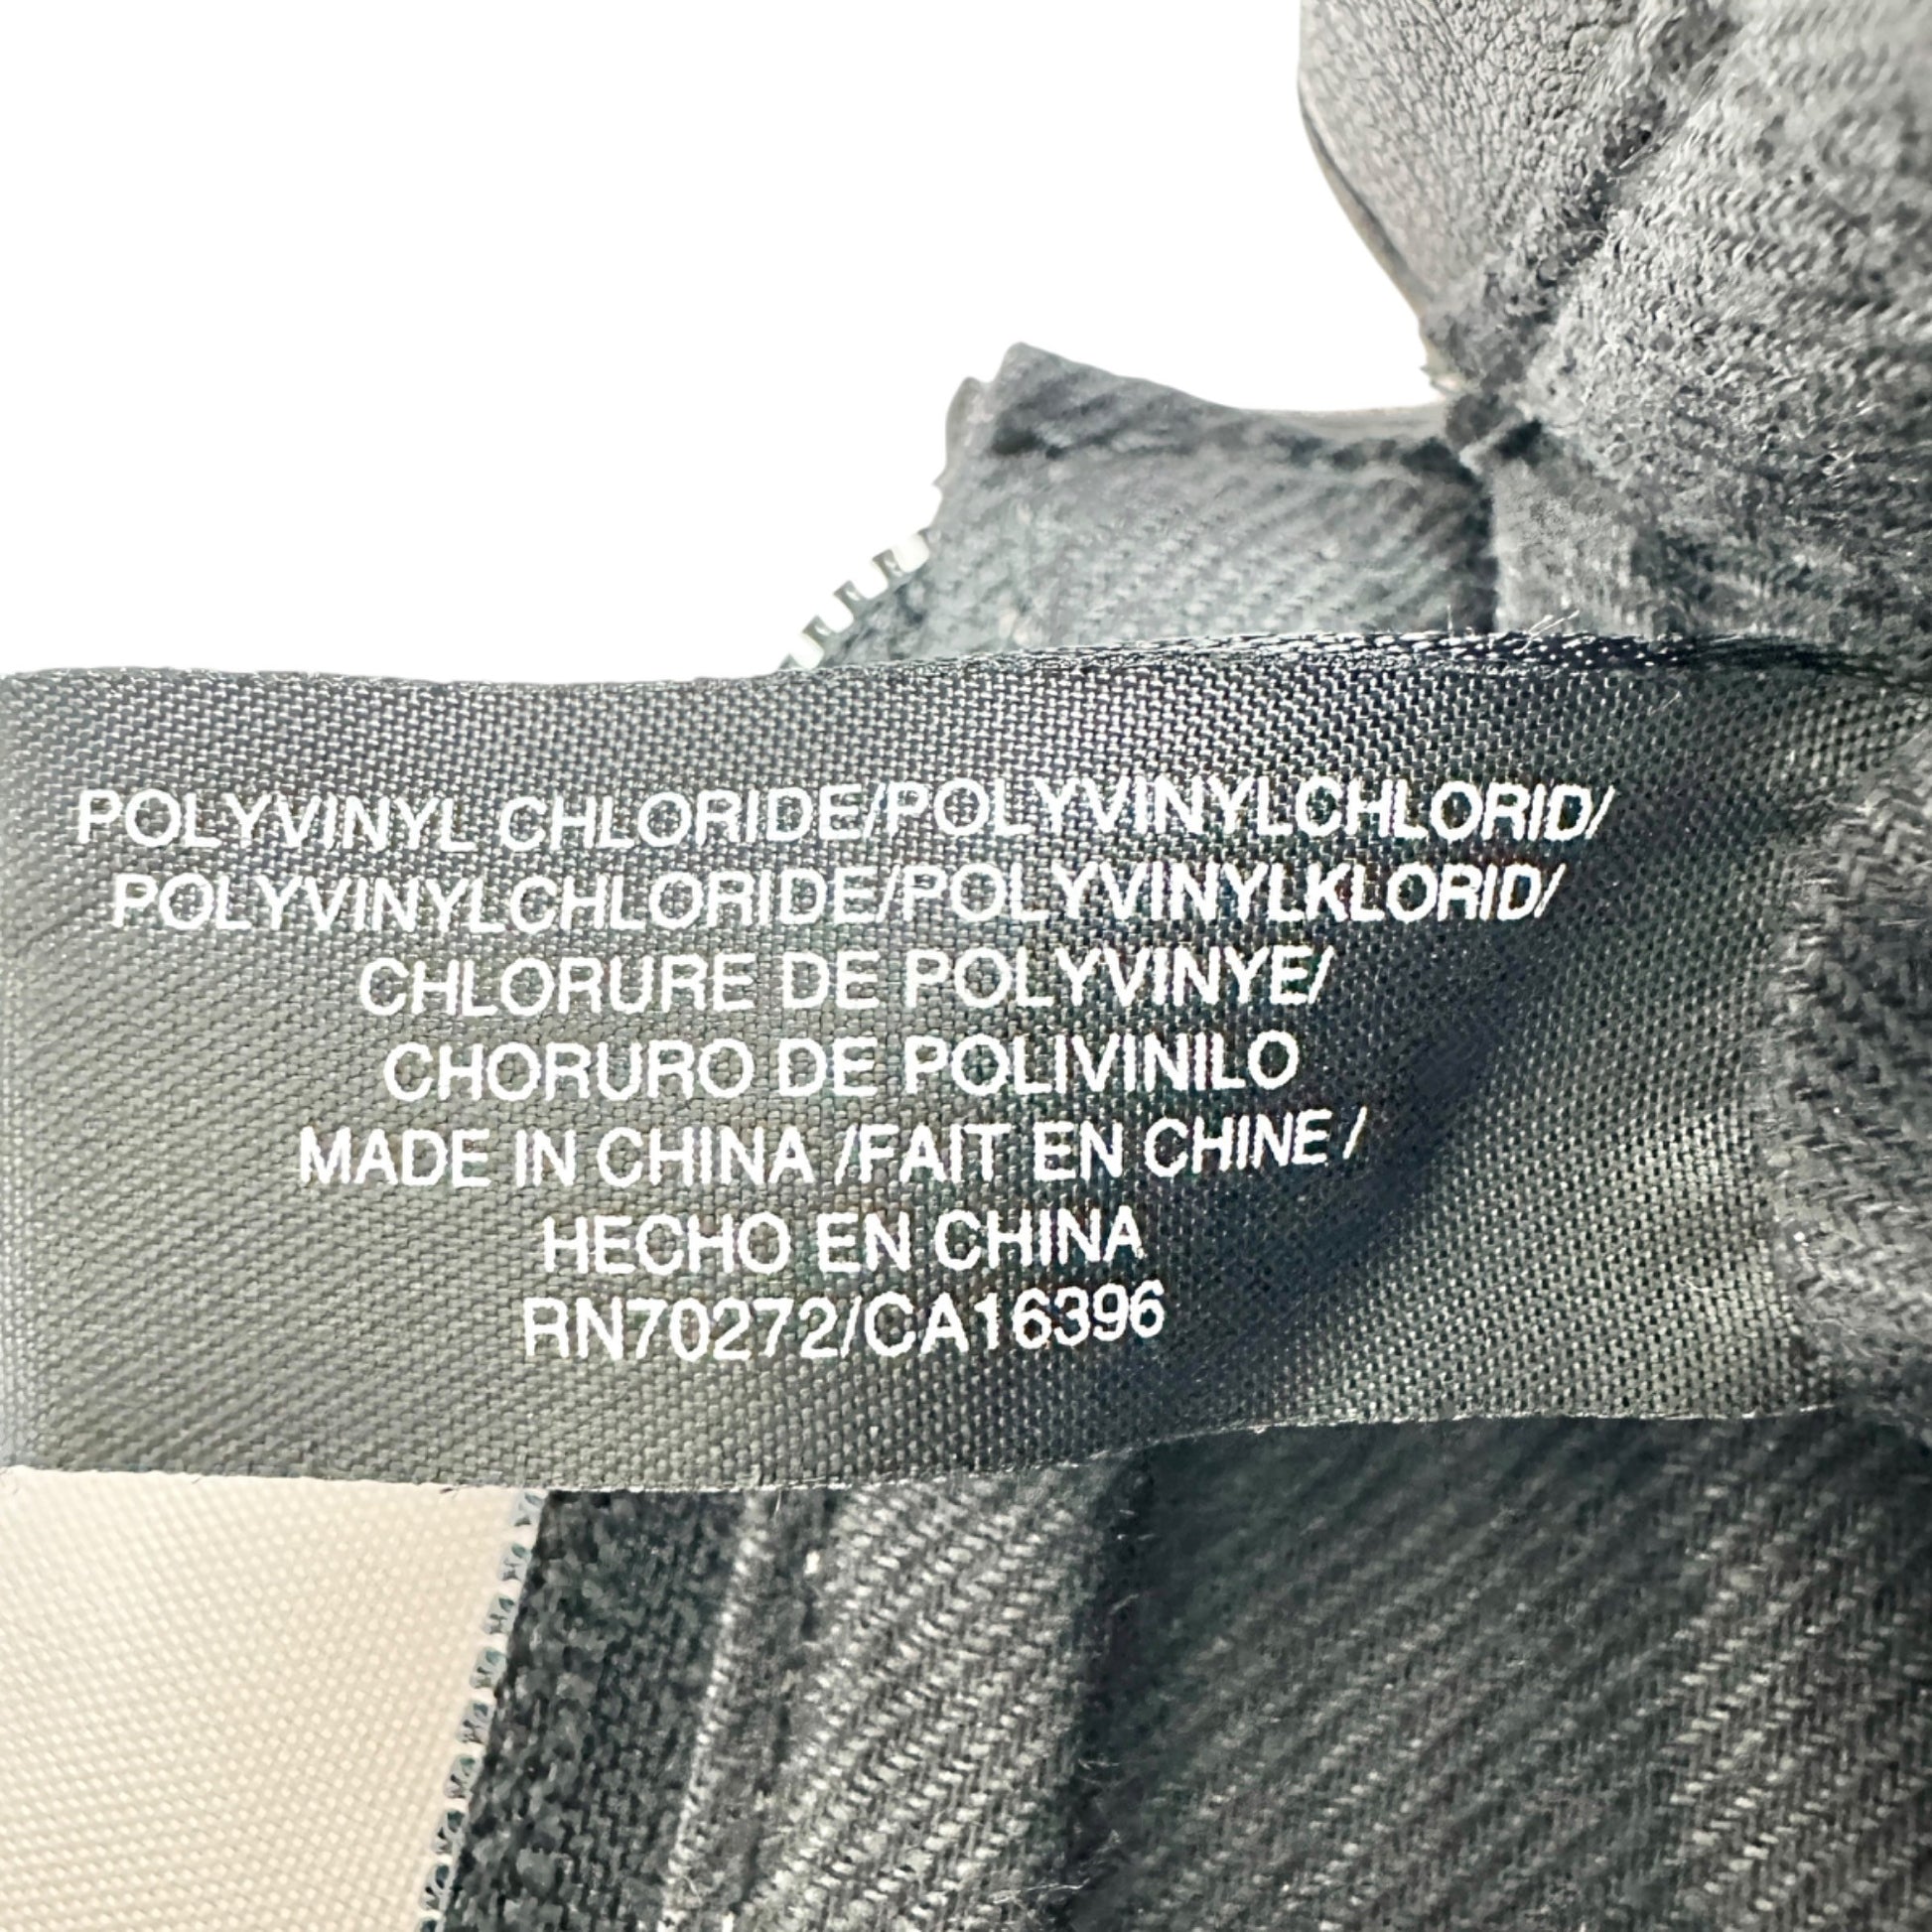 POLYVINYL CHLORIDE/POLYVINYLCHLORID/
POLYVINYLCHLORIDE/POLYVINYLKLORID/
CHLORURE DE POLYVINYE/
CHORURO DE POLIVINILO
MADE IN CHINA /FAIT EN CHINE /
HECHO EN CHINA
RN70272/CA16396